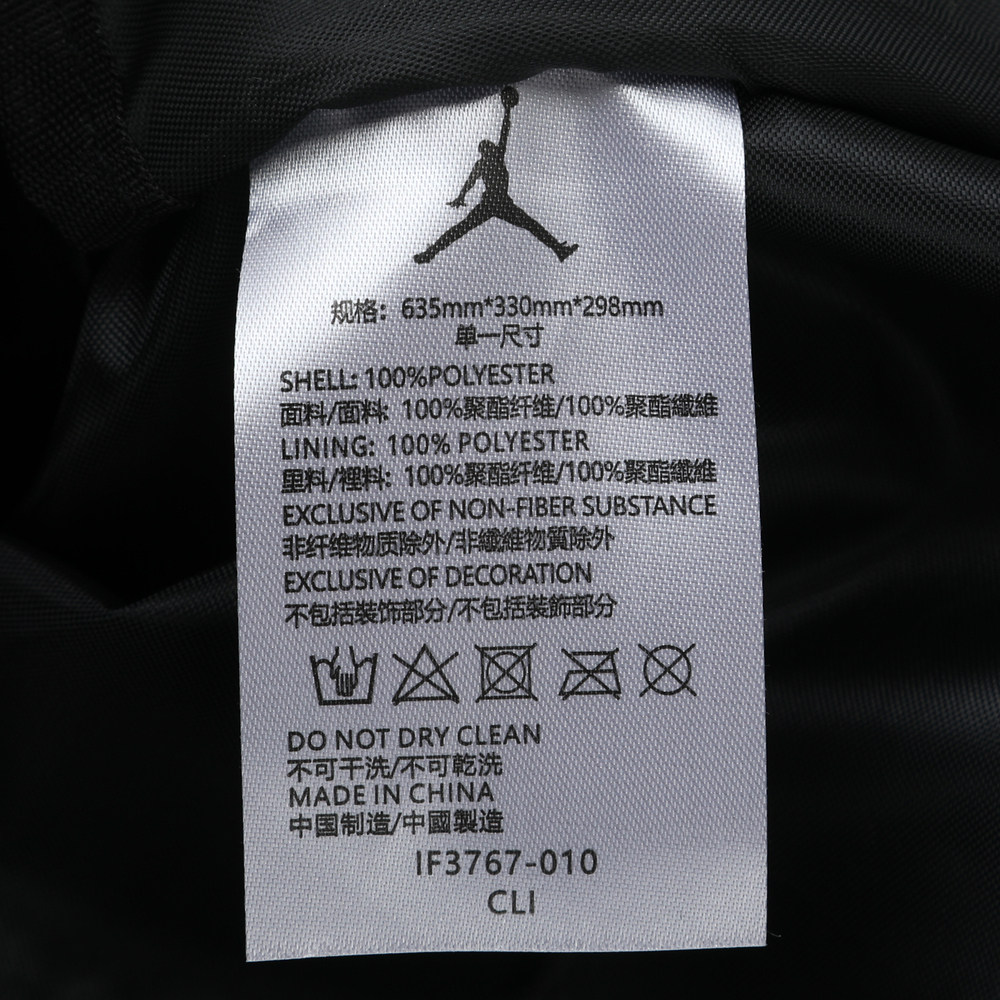 规格：635mm*330mm*298mm
单一尺寸
SHELL: 100%POLYESTER
面料/面料: 100%聚酯纤维/100%聚酯纖維
LINING: 100% POLYESTER
里料/裡料: 100%聚酯纤维/100%聚酯纖維
EXCLUSIVE OF NON-FIBER SUBSTANCE
非纤维物质除外/非纖維物質除外
EXCLUSIVE OF DECORATION
不包括装饰部分/不包括裝飾部分
DO NOT DRY CLEAN
不可干洗/不可乾洗
MADE IN CHINA
中国制造/中國製造
IF3767-010
CLI